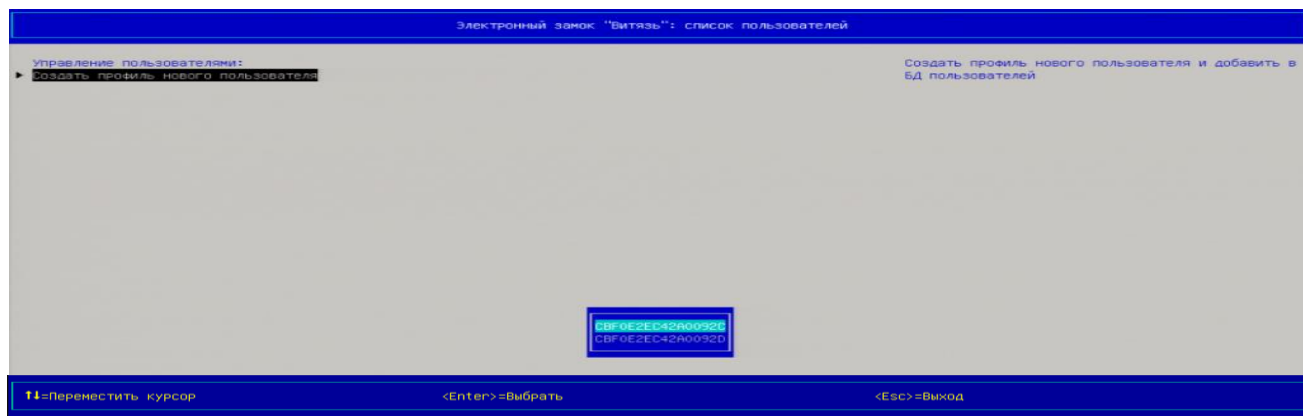 Электронный замок "Витязь": список пользователей
Управление пользователями:
► Создать профиль нового пользователя
Создать профиль нового пользователя и добавить в
БД пользователей
CBF0E2EC42A0092C
CBF0E2EC42A0092D
↑↓=Переместить курсор
<Enter>=Выбрать
<Esc>=Выход